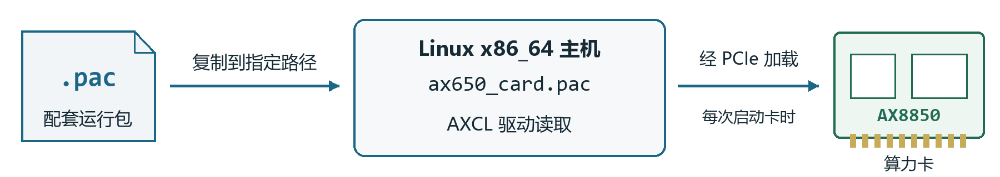 .pac
配套运行包
复制到指定路径
Linux x86_64 主机
ax650_card.pac
AXCL 驱动读取
经 PCIe 加载
每次启动卡时
AX8850
算力卡